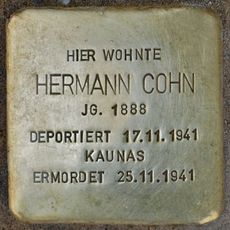 HIER WOHNTE
HERMANN COHN
JG. 1888
DEPORTIERT 17.11.1941
KAUNAS
ERMORDET 25.11.1941